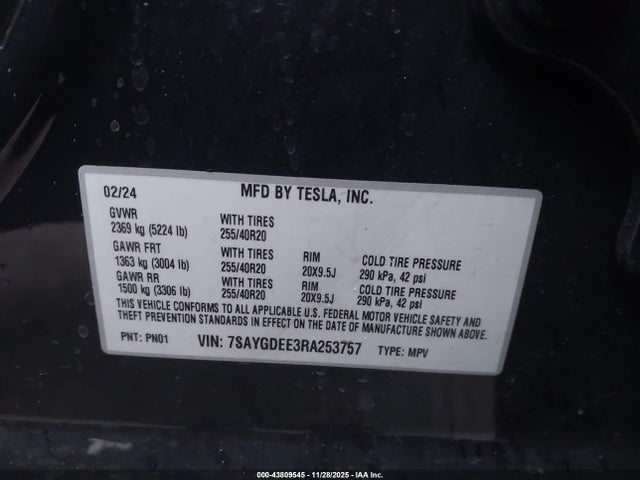 02/24 MFD BY TESLA, INC.
GVWR
2369 kg (5224 lb) WITH TIRES 255/40R20
GAWR FRT
1363 kg (3004 lb) WITH TIRES 255/40R20 RIM 20X9.5J COLD TIRE PRESSURE 290 kPa, 42 psi
GAWR RR
1500 kg (3306 lb) WITH TIRES 255/40R20 RIM 20X9.5J COLD TIRE PRESSURE 290 kPa, 42 psi
THIS VEHICLE CONFORMS TO ALL APPLICABLE U.S. FEDERAL MOTOR VEHICLE SAFETY AND
THEFT PREVENTION STANDARDS IN EFFECT ON THE DATE OF MANUFACTURE SHOWN ABOVE.
PNT: PN01 VIN: 7SAYGDEE3RA253757 TYPE: MPV
000-43809545 - 11/28/2025 - IAA Inc.